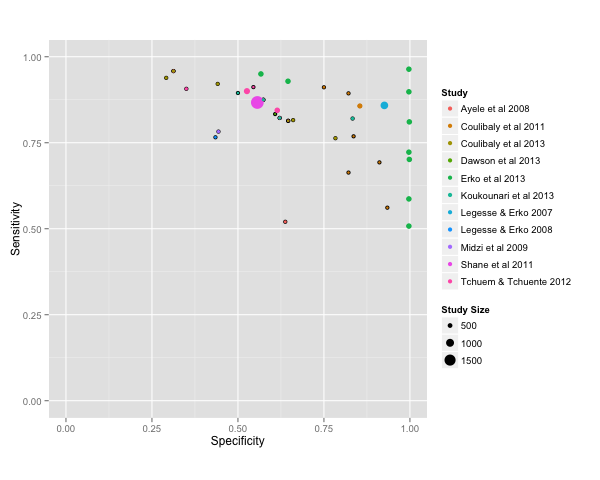 1.00
0.75
0.50
0.25
0.00
Sensitivity
0.00 0.25 0.50 0.75 1.00
Specificity
Study
Ayele et al 2008
Coulibaly et al 2011
Coulibaly et al 2013
Dawson et al 2013
Erko et al 2013
Koukounari et al 2013
Legesse & Erko 2007
Legesse & Erko 2008
Midzi et al 2009
Shane et al 2011
Tchuem & Tchuente 2012
Study Size
500
1000
1500